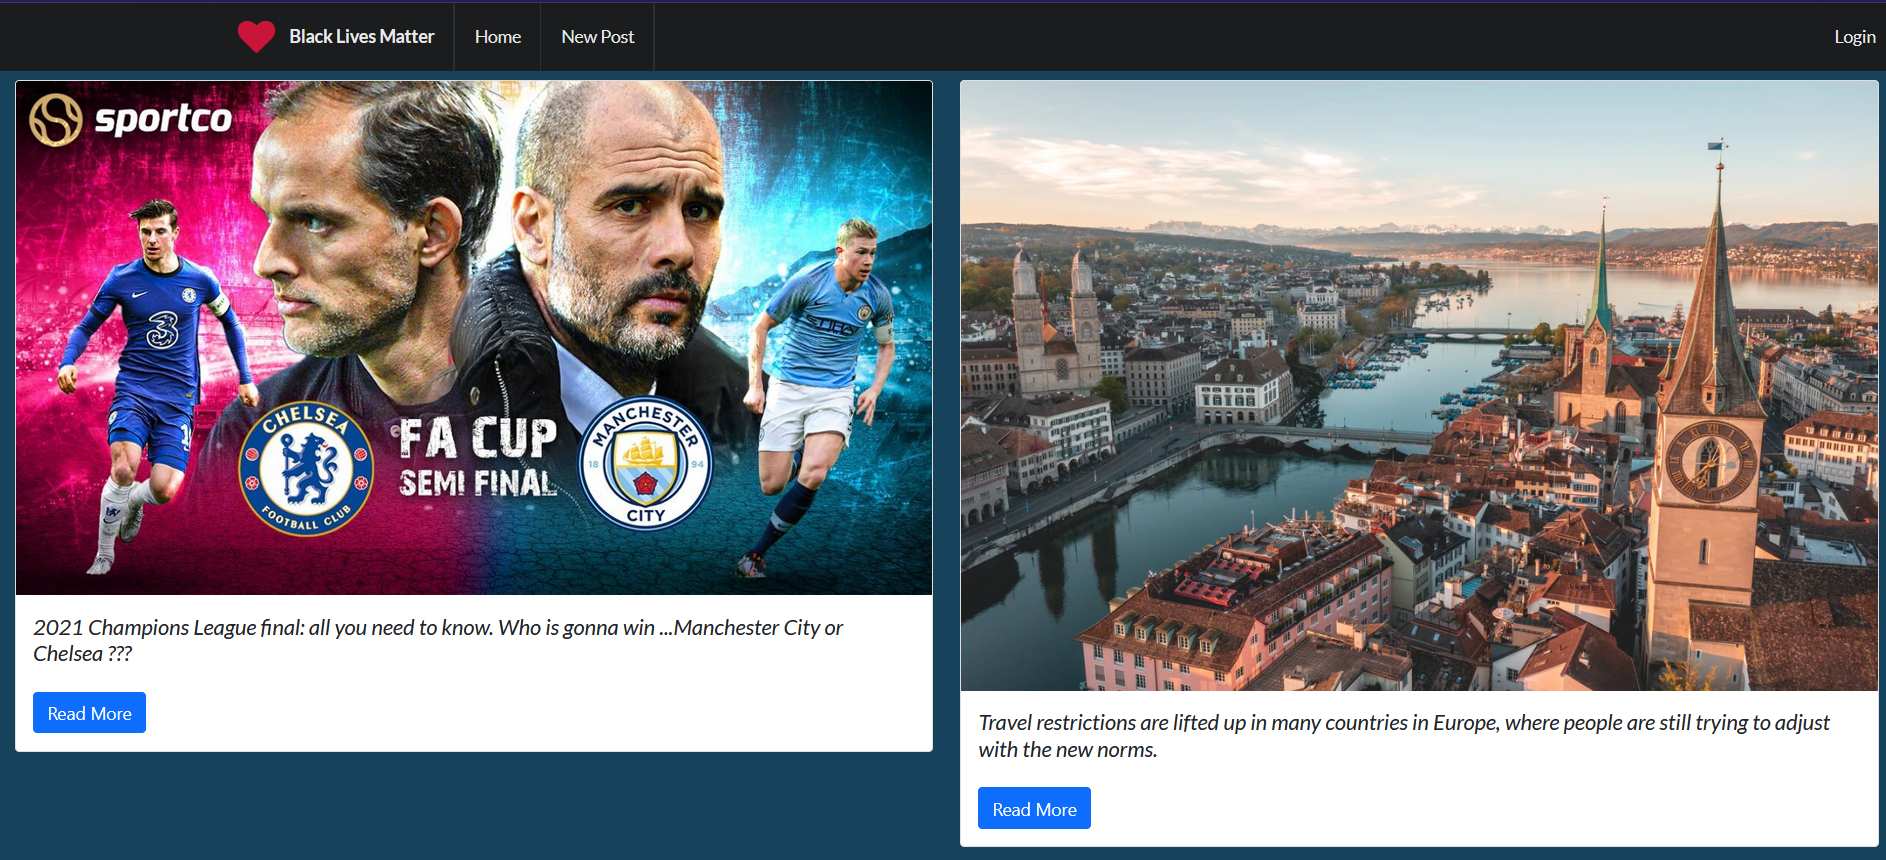 Black Lives Matter
Home
New Post
Login
sportco
3
ETIHAD
CHELSEA
FOOTBALL CLUB
FA CUP
SEMI FINAL
MANCHESTER
18 94
CITY
2021 Champions League final: all you need to know. Who is gonna win ...Manchester City or
Chelsea ???
Read More
Travel restrictions are lifted up in many countries in Europe, where people are still trying to adjust
with the new norms.
Read More